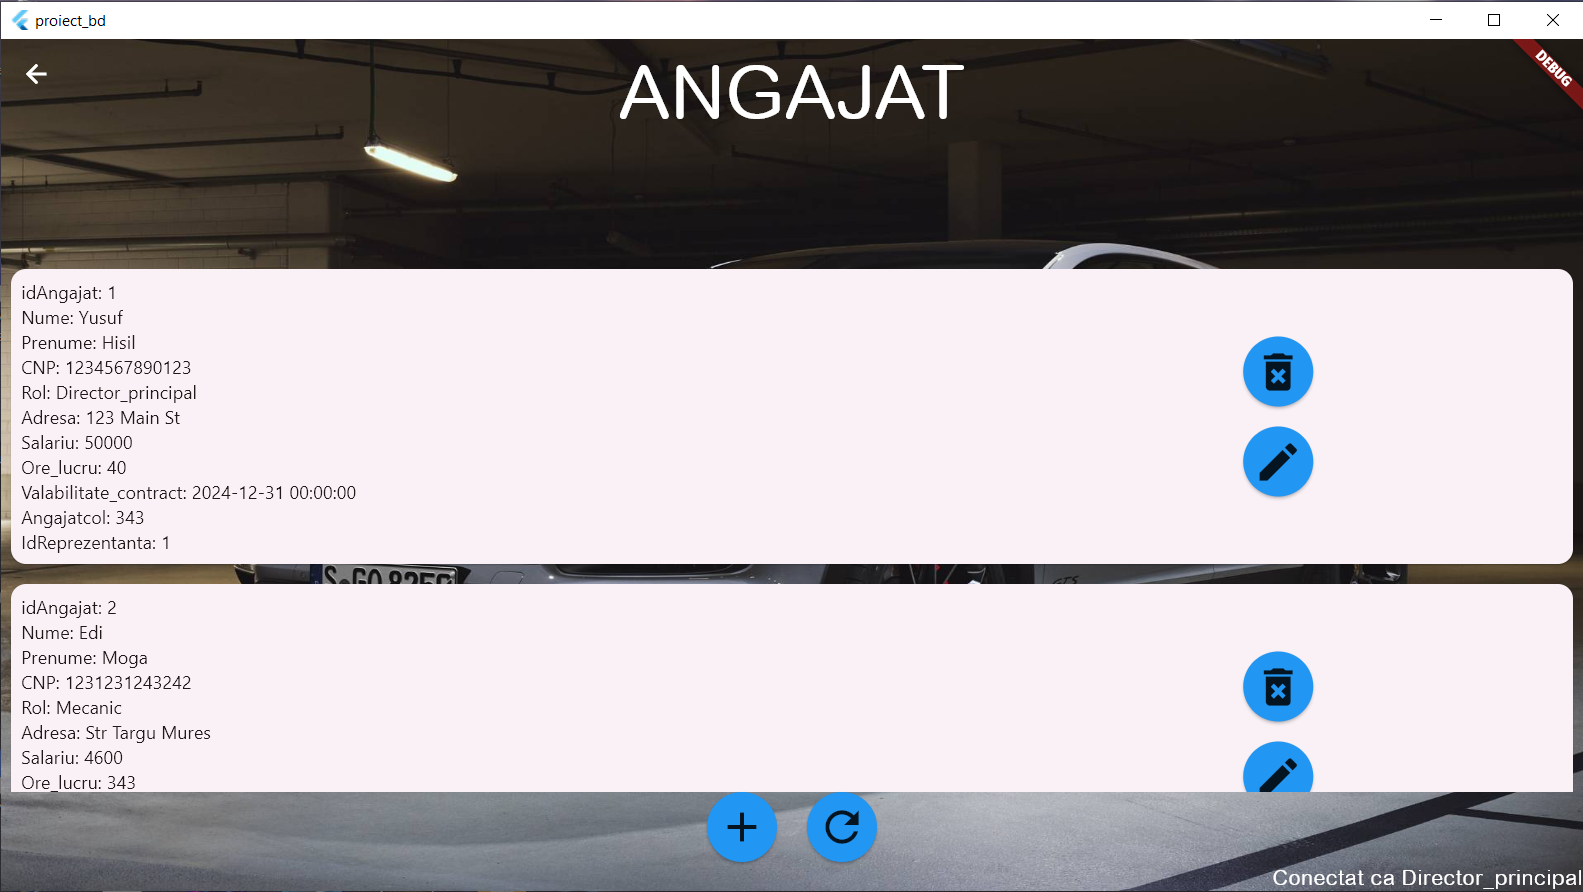 proiect_bd
DEBUG
ANGAJAT
idAngajat: 1
Nume: Yusuf
Prenume: Hisil
CNP: 1234567890123
Rol: Director_principal
Adresa: 123 Main St
Salariu: 50000
Ore_lucru: 40
Valabilitate_contract: 2024-12-31 00:00:00
Angajatcol: 343
IdReprezentanta: 1
idAngajat: 2
Nume: Edi
Prenume: Moga
CNP: 1231231243242
Rol: Mecanic
Adresa: Str Targu Mures
Salariu: 4600
Ore_lucru: 343
Conectat ca Director_principal